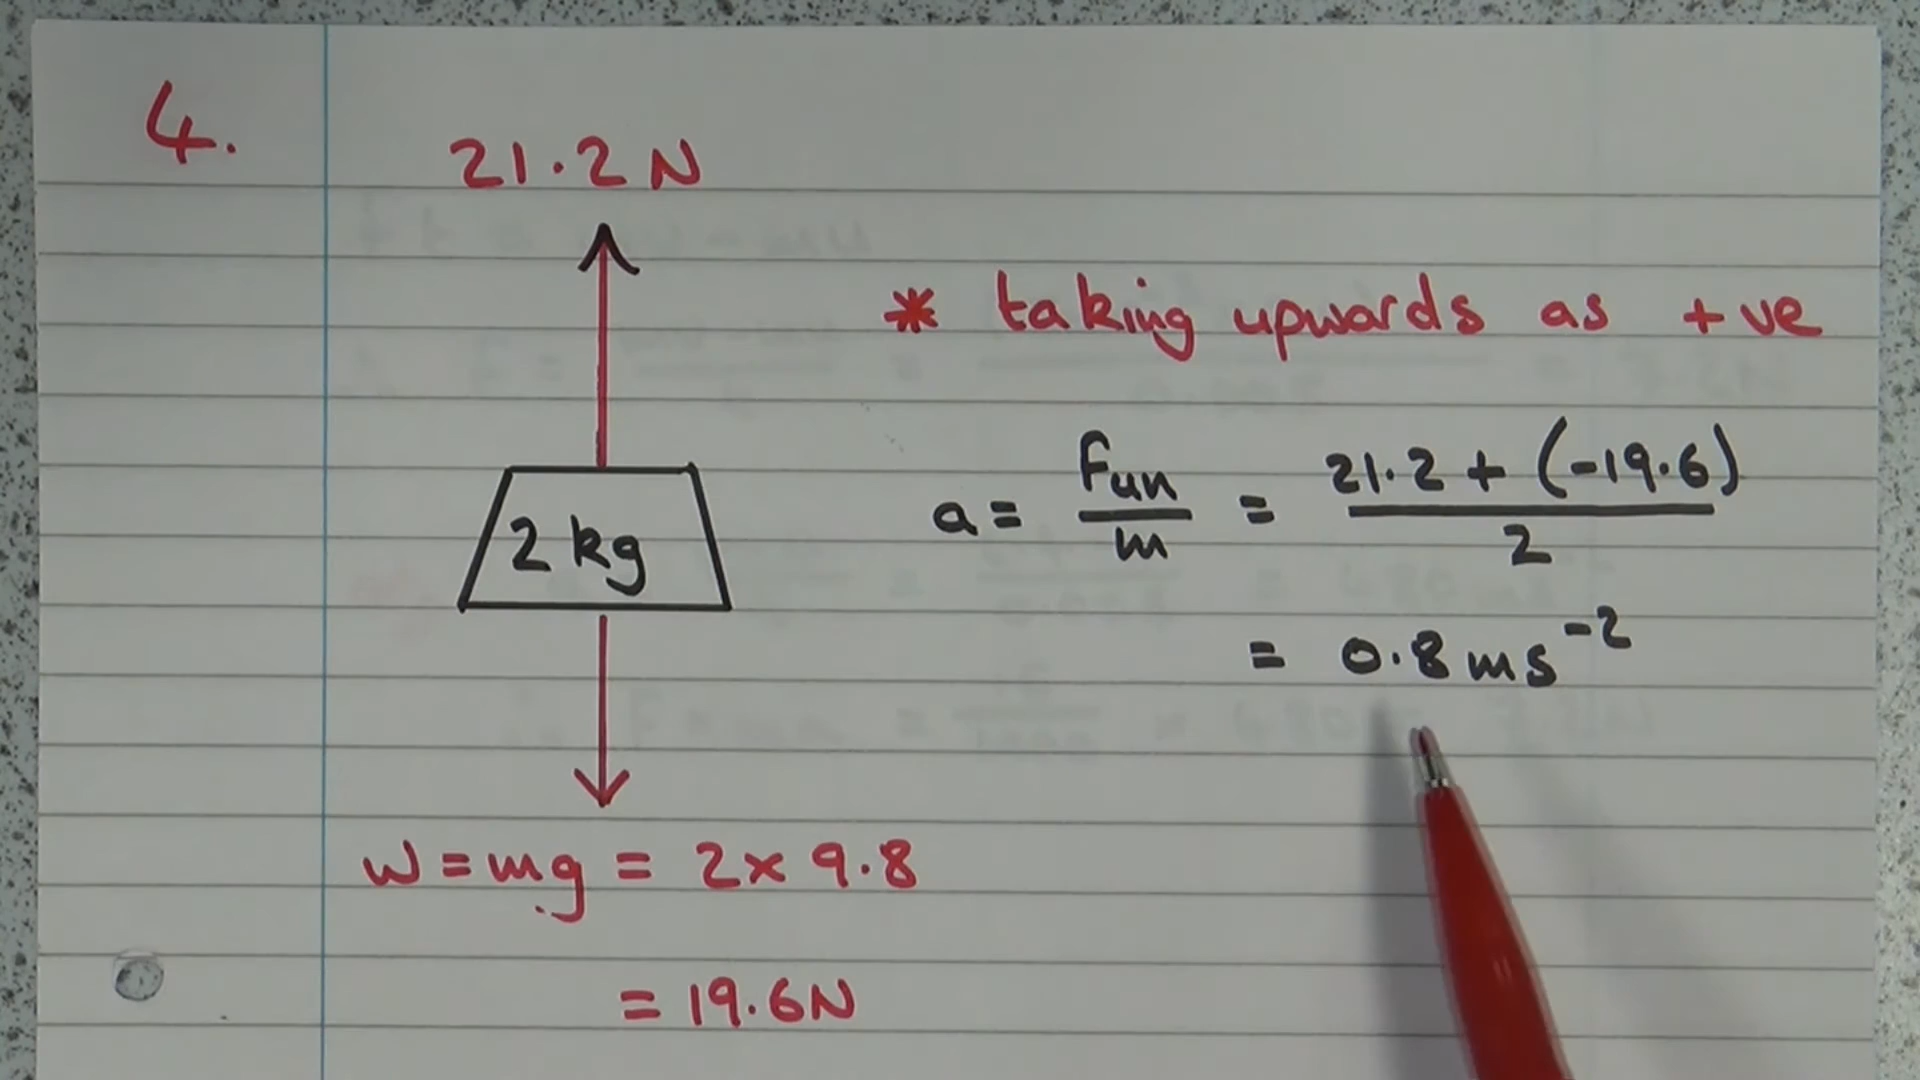 4.
21.2 N
* taking upwards as +ve
a = Fun/m = 21.2 + (-19.6)/2
2 kg
= 0.8 ms⁻²
W = mg = 2 x 9.8
= 19.6N